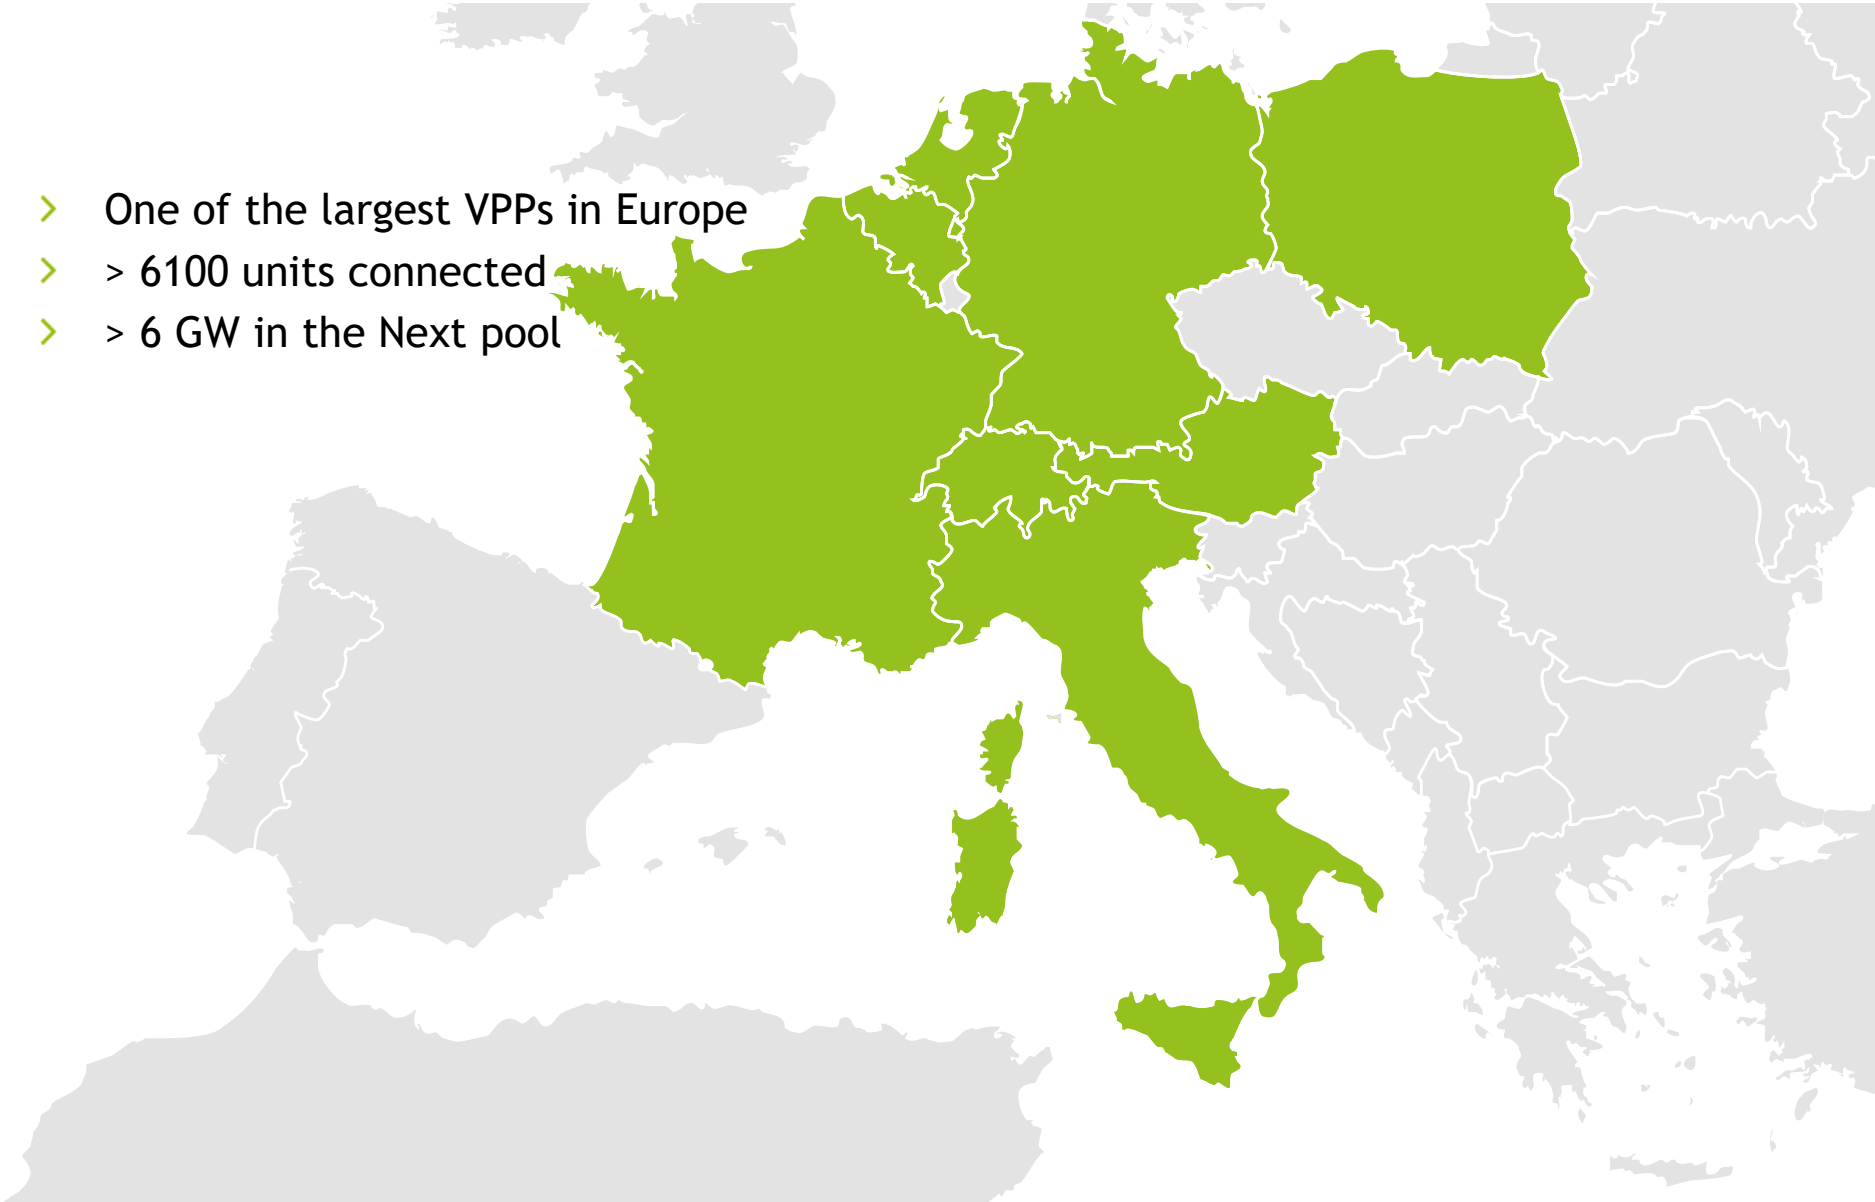 One of the largest VPPs in Europe
> 6100 units connected
> 6 GW in the Next pool